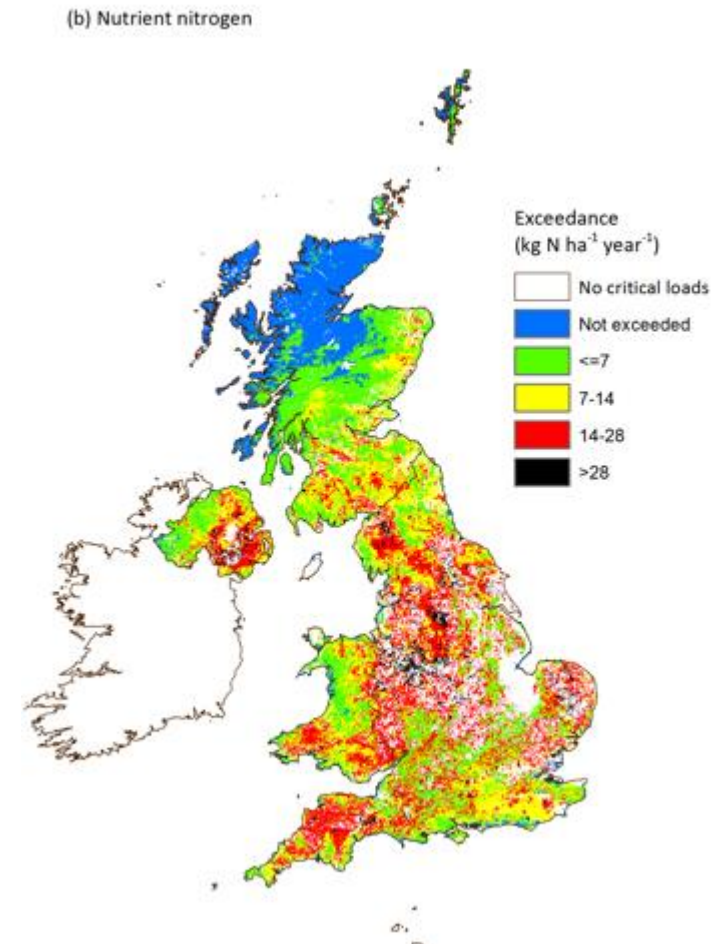 (b) Nutrient nitrogen
Exceedance
(kg N ha⁻¹ year⁻¹)
No critical loads
Not exceeded
<=7
7-14
14-28
>28